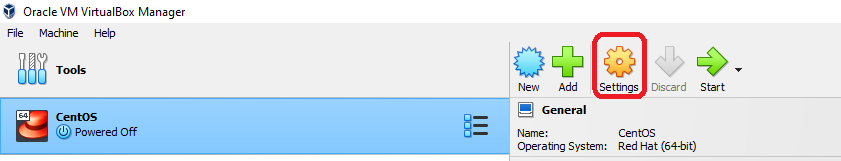 Oracle VM VirtualBox Manager
File Machine Help
Tools
New Add Settings Discard Start
64
CentOS
Powered Off
General
Name: CentOS
Operating System: Red Hat (64-bit)